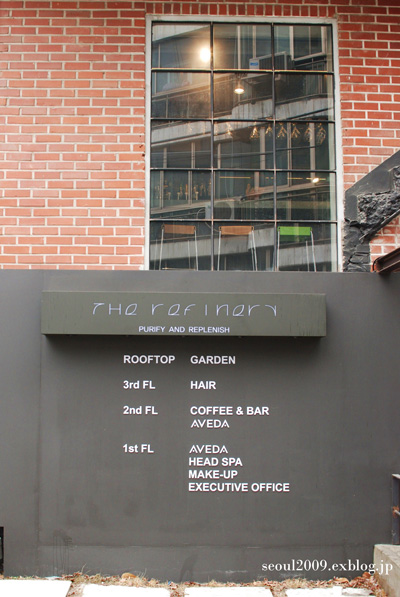 THe reFinerY
PURIFY AND REPLENISH
ROOFTOP GARDEN
3rd FL HAIR
2nd FL COFFEE & BAR
AVEDA
1st FL AVEDA
HEAD SPA
MAKE-UP
EXECUTIVE OFFICE
seoul2009.exblog.jp